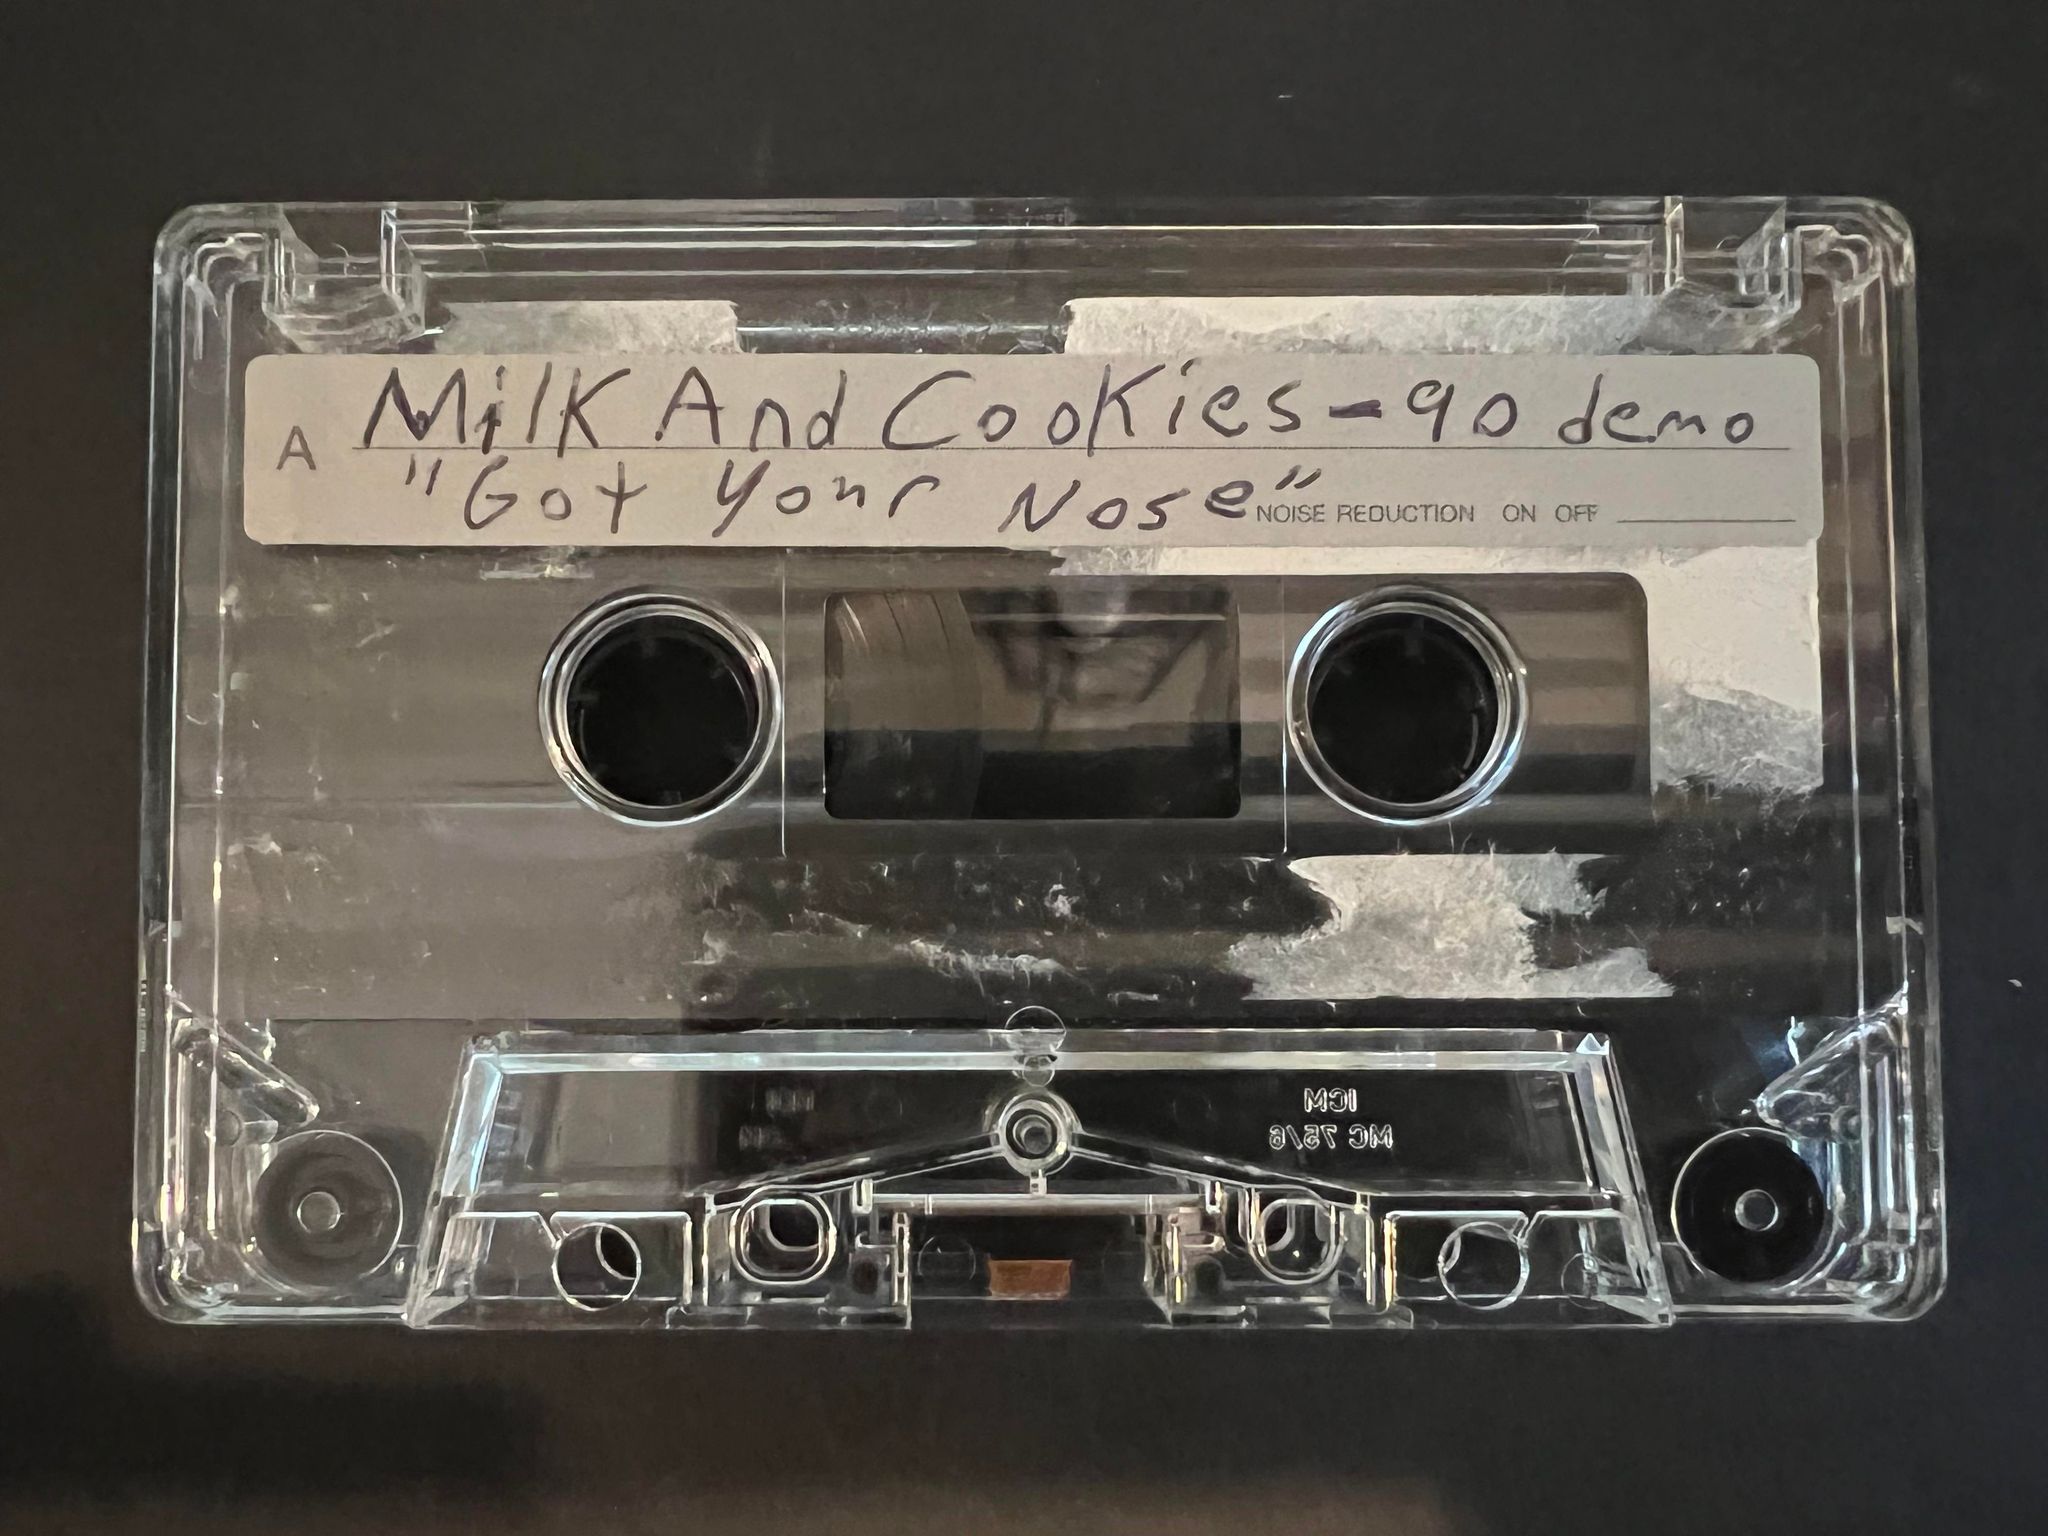 A
Milk And Cookies - 90 demo
"Got Your Nose"
NOISE REDUCTION ON OFF
ICM
MC 75/6